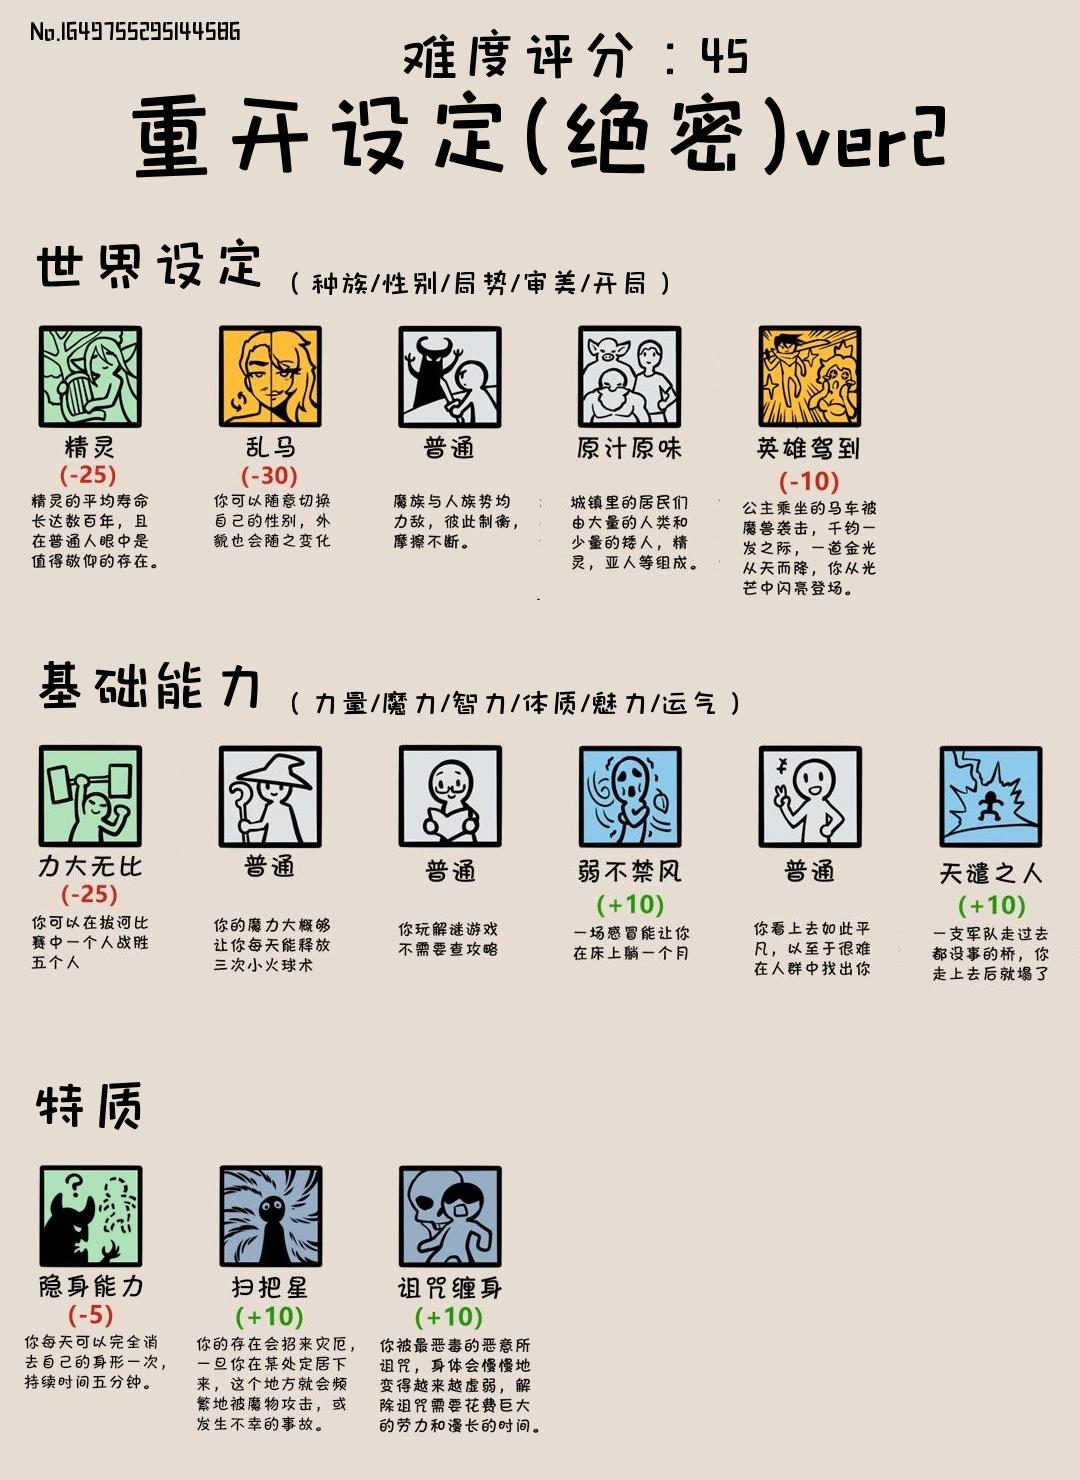 No.1649755295144586
难度评分：45
重开设定(绝密)ver2
世界设定 （种族/性别/局势/审美/开局）
精灵
(-25)
精灵的平均寿命
长达数百年，且
在普通人眼中是
值得敬仰的存在。
乱马
(-30)
你可以随意切换
自己的性别，外
貌也会随之变化
普通
魔族与人族势均
力敌，彼此制衡，
摩擦不断。
原汁原味
城镇里的居民们
由大量的人类和
少量的矮人，精
灵，亚人等组成。
英雄驾到
(-10)
公主乘坐的马车被
魔兽袭击，千钧一
发之际，一道金光
从天而降，你从光
芒中闪亮登场。
基础能力 （力量/魔力/智力/体质/魅力/运气）
力大无比
(-25)
你可以在拔河比
赛中一个人战胜
五个人
普通
你的魔力大概够
让你每天能释放
三次小火球术
普通
你玩解谜游戏
不需要查攻略
弱不禁风
(+10)
一场感冒能让你
在床上躺一个月
普通
你看上去如此平
凡，以至于很难
在人群中找出你
天谴之人
(+10)
一支军队走过去
都没事的桥，你
走上去后就塌了
特质
?
隐身能力
(-5)
你每天可以完全消
去自己的身形一次，
持续时间五分钟。
扫把星
(+10)
你的存在会招来灾厄，
一旦你在某处定居下
来，这个地方就会频
繁地被魔物攻击，或
发生不幸的事故。
诅咒缠身
(+10)
你被最恶毒的恶意所
诅咒，身体会慢慢地
变得越来越虚弱，解
除诅咒需要花费巨大
的劳力和漫长的时间。